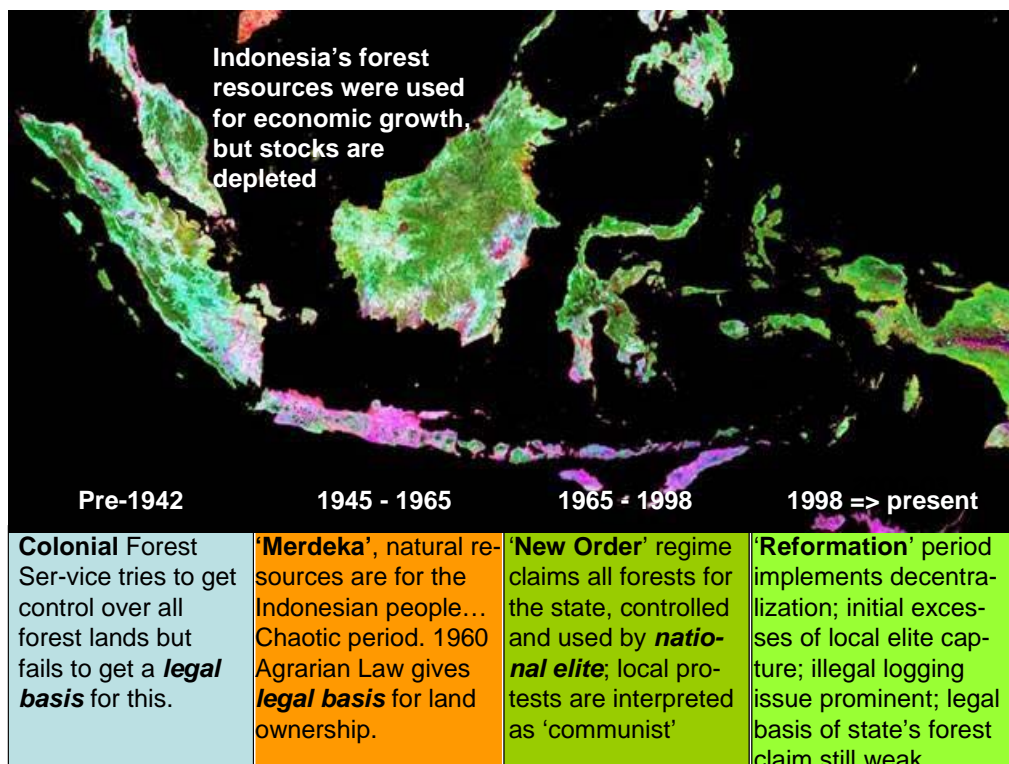 Indonesia’s forest
resources were used
for economic growth,
but stocks are
depleted
Pre-1942
1945 - 1965
1965 - 1998
1998 => present
Colonial Forest
Ser-vice tries to get
control over all
forest lands but
fails to get a legal
basis for this.
‘Merdeka’, natural re-
sources are for the
Indonesian people…
Chaotic period. 1960
Agrarian Law gives
legal basis for land
ownership.
‘New Order’ regime
claims all forests for
the state, controlled
and used by natio-
nal elite; local pro-
tests are interpreted
as ‘communist’
‘Reformation’ period
implements decentra-
lization; initial exces-
ses of local elite cap-
ture; illegal logging
issue prominent; legal
basis of state’s forest
claim still weak